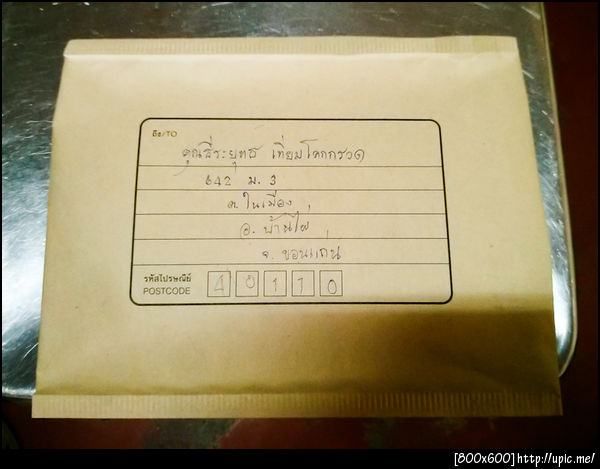 ถึง/TO
คุณธีระยุทธ เทียมโคกกรวด
642 ม. 3
ต. ในเมือง
อ. บ้านไผ่
จ. ขอนแก่น
รหัสไปรษณีย์ 40110
POSTCODE
[800x600]http://upic.me/